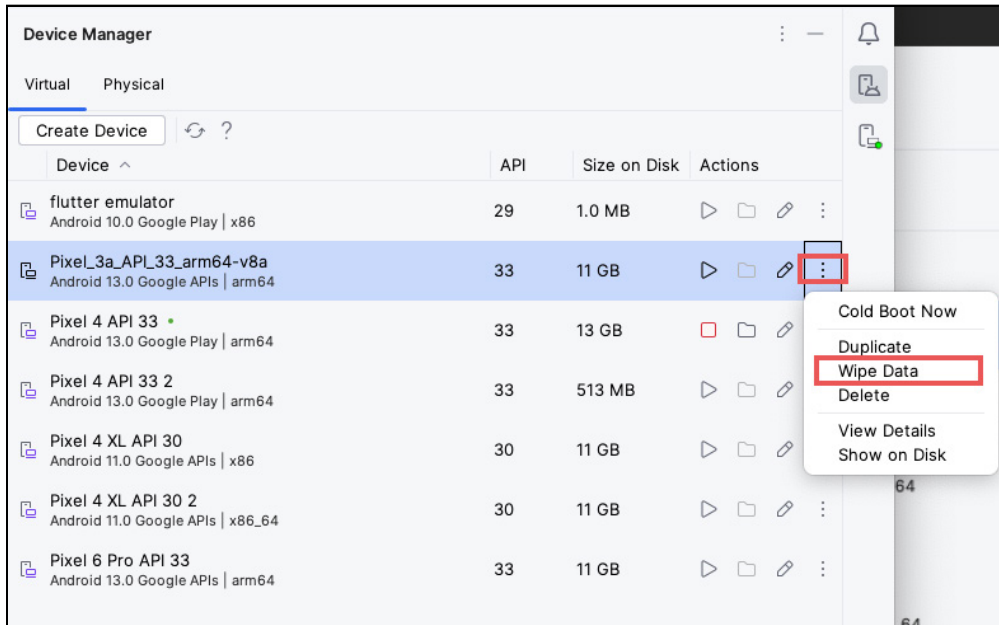 Device Manager
Virtual Physical
Create Device ?
Device API Size on Disk Actions
flutter emulator
Android 10.0 Google Play | x86
29 1.0 MB
Pixel_3a_API_33_arm64-v8a
Android 13.0 Google APIs | arm64
33 11 GB
Pixel 4 API 33
Android 13.0 Google Play | arm64
33 13 GB
Pixel 4 API 33 2
Android 13.0 Google Play | arm64
33 513 MB
Pixel 4 XL API 30
Android 11.0 Google APIs | x86
30 11 GB
Pixel 4 XL API 30 2
Android 11.0 Google APIs | x86_64
30 11 GB
Pixel 6 Pro API 33
Android 13.0 Google APIs | arm64
33 11 GB
Cold Boot Now
Duplicate
Wipe Data
Delete
View Details
Show on Disk
64
64